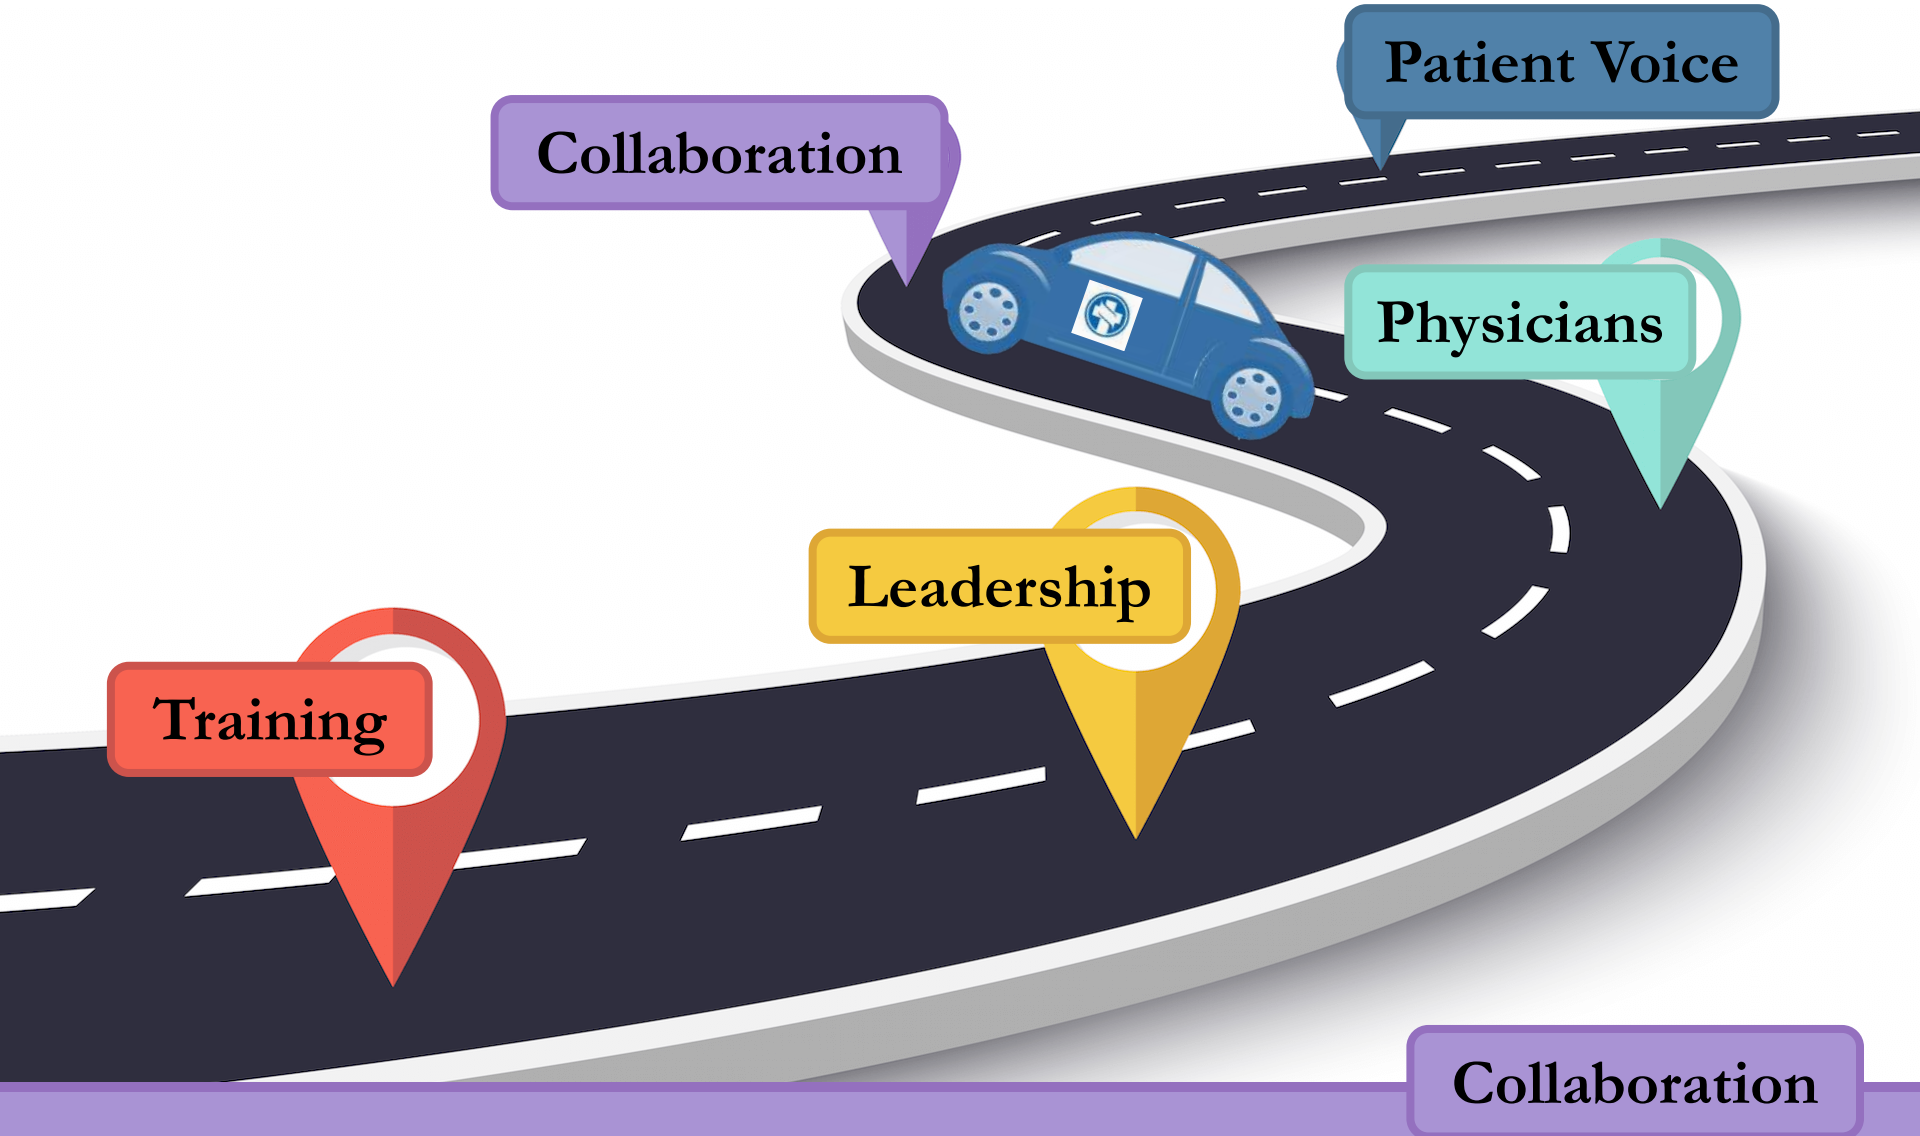 Patient Voice
Collaboration
Physicians
Leadership
Training
Collaboration